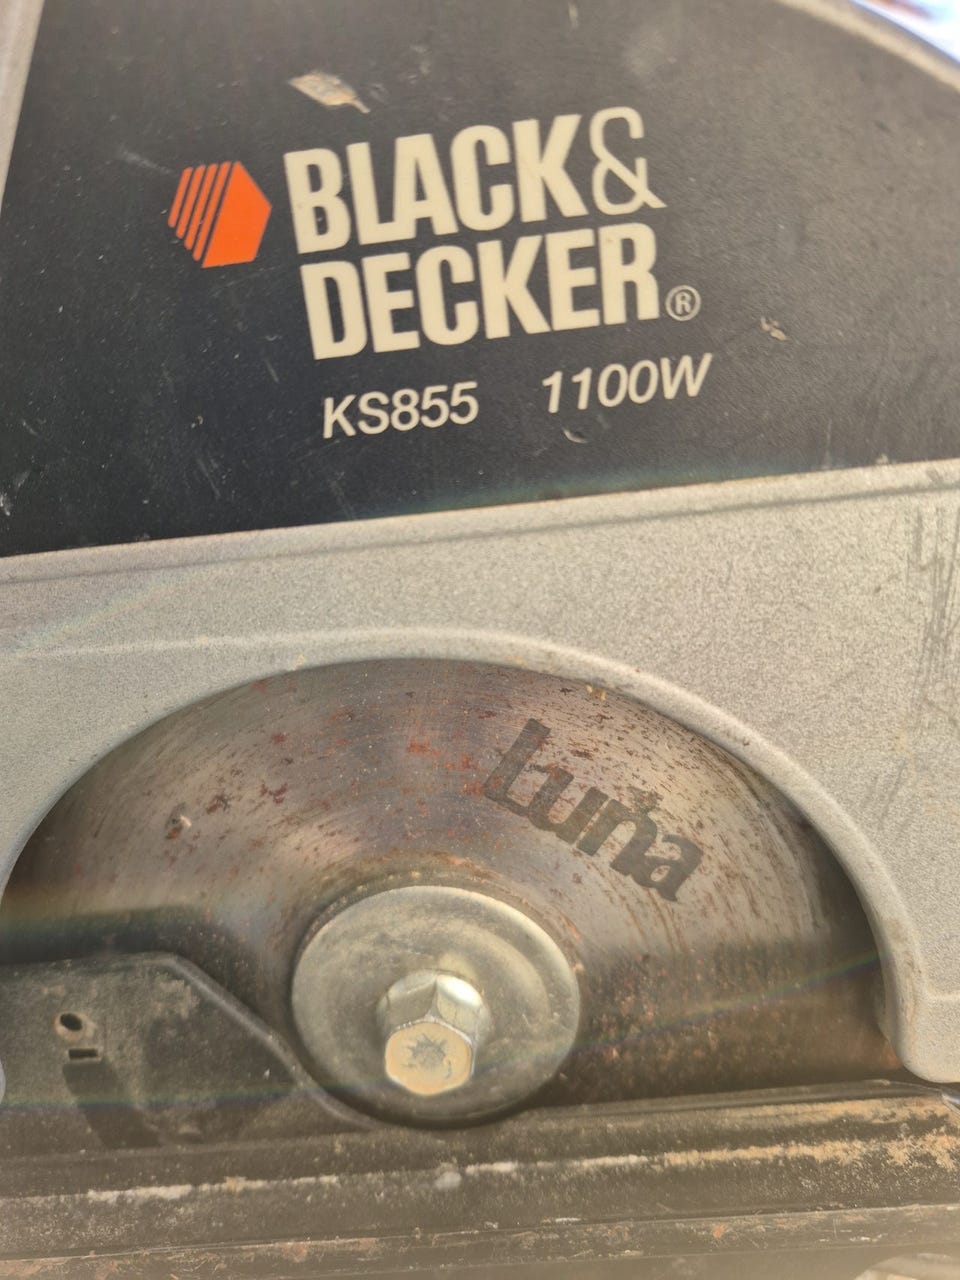 BLACK&
DECKER®
KS855 1100W
Luna